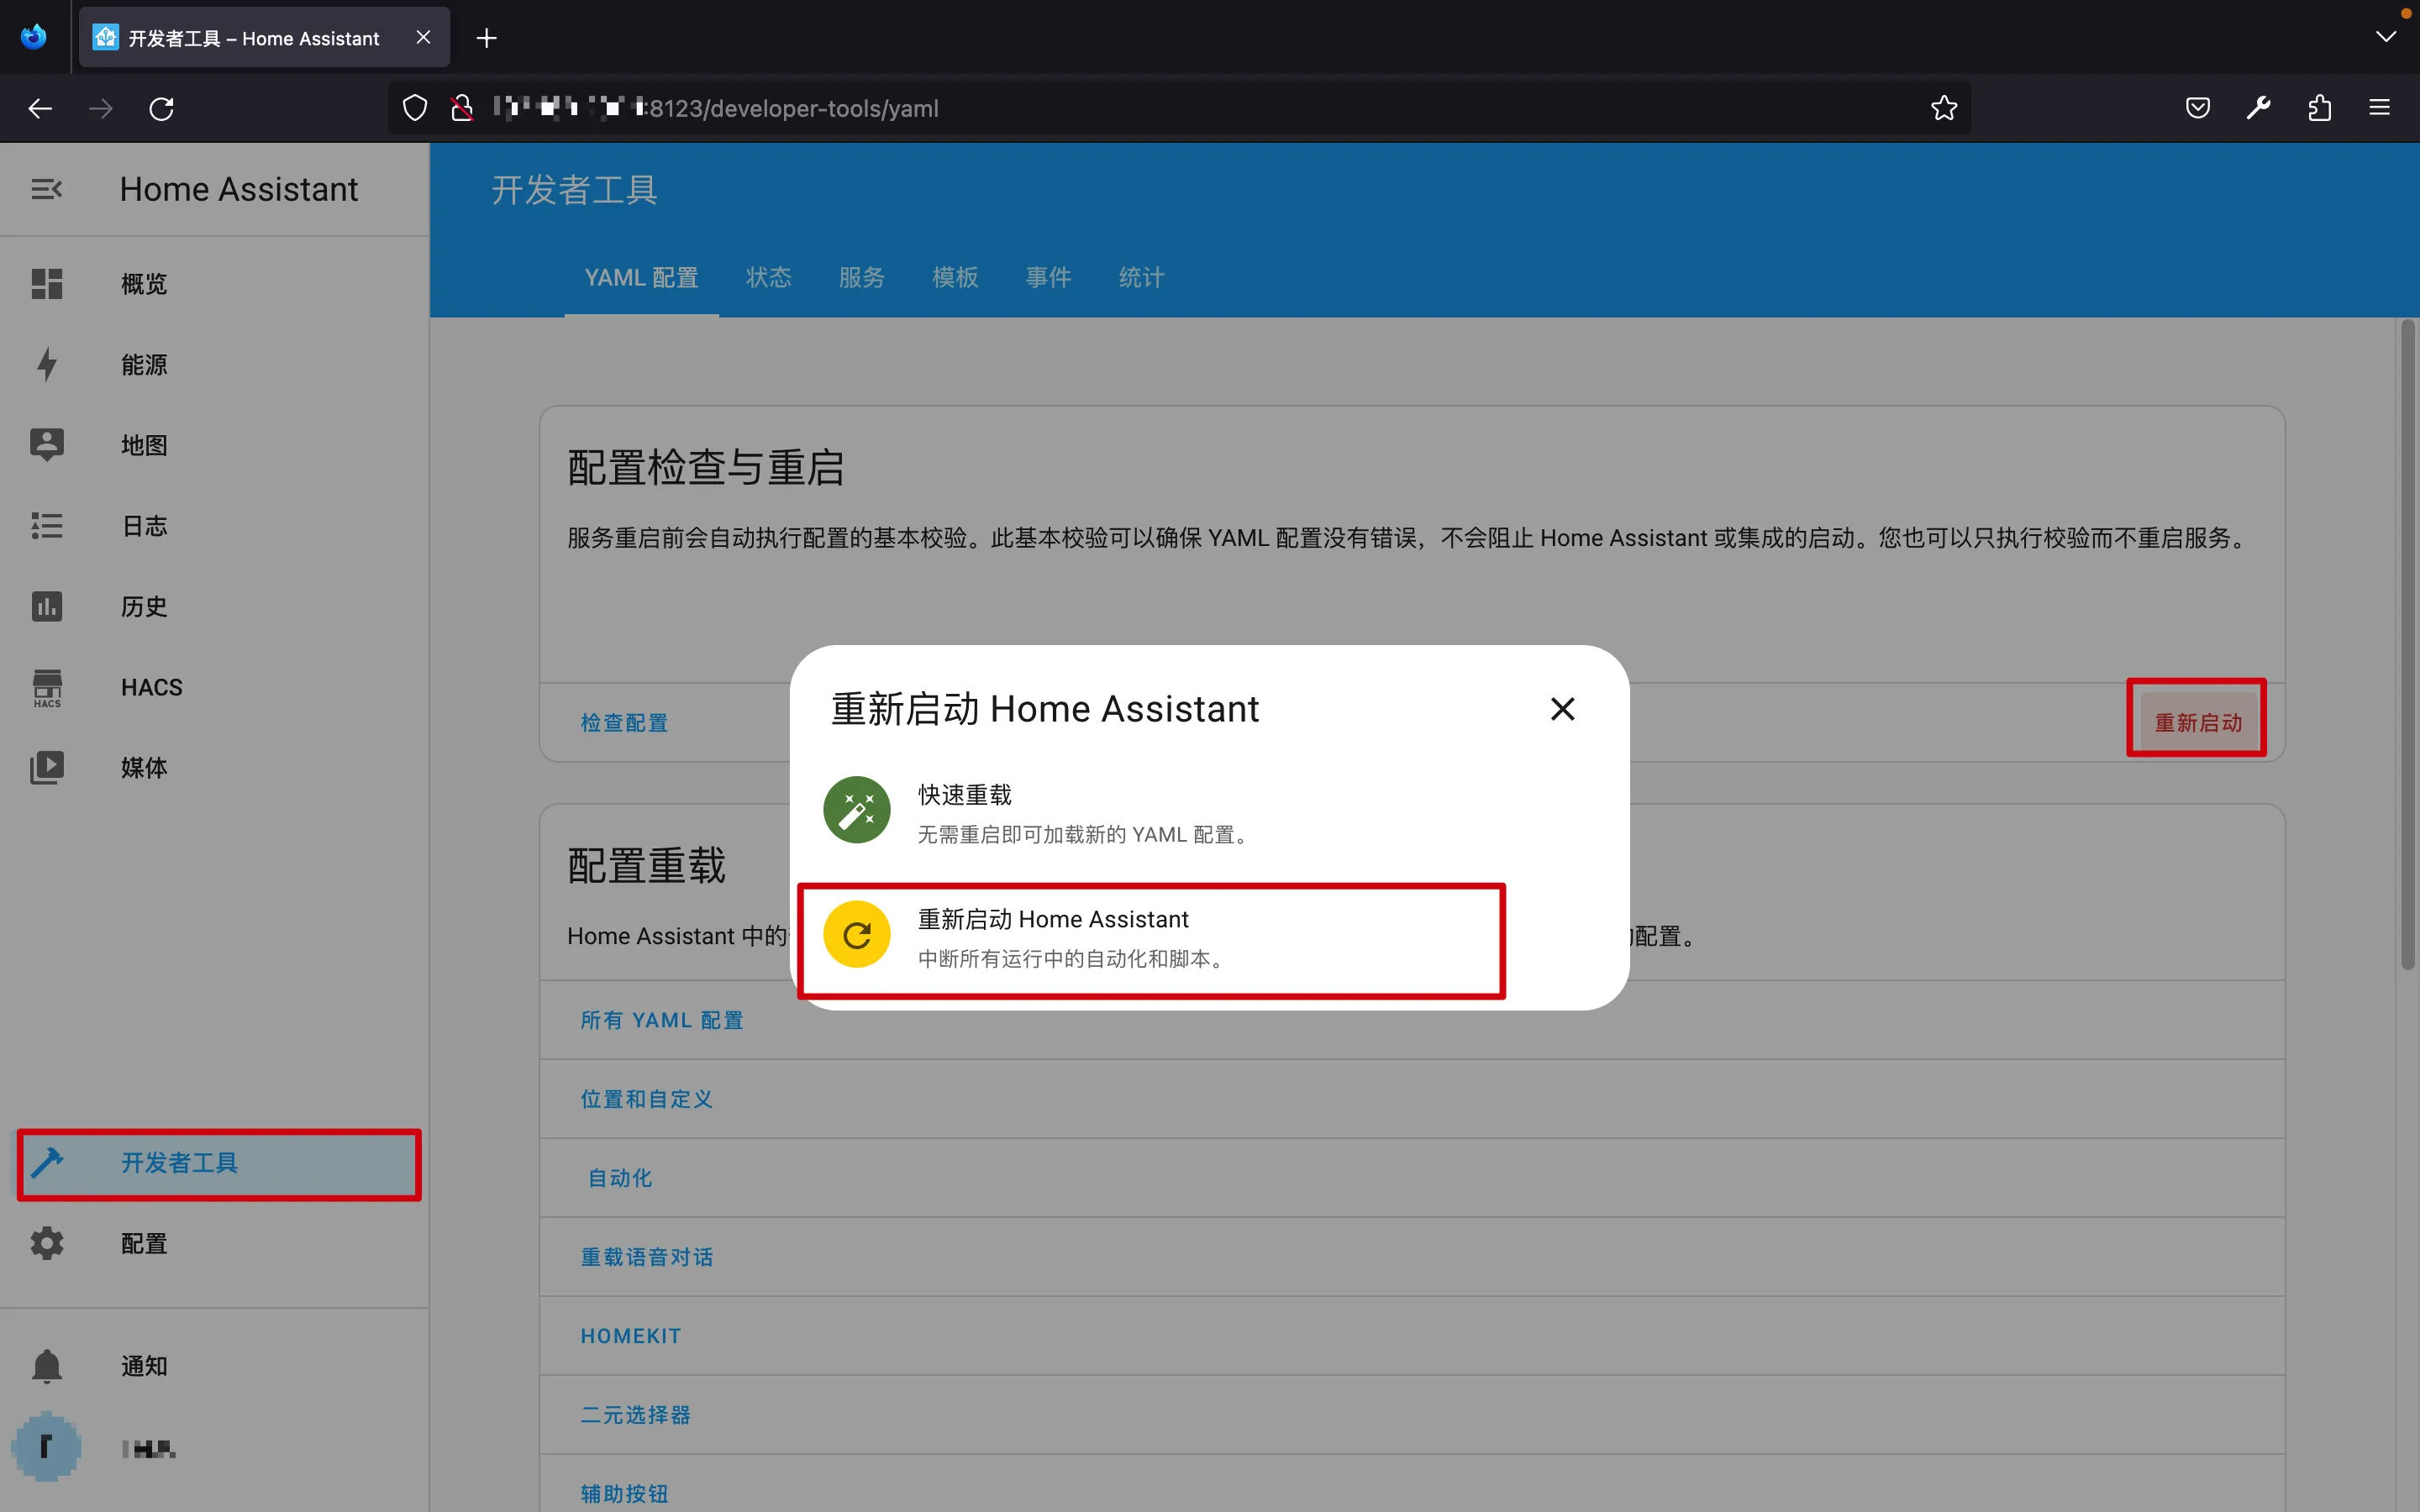 开发者工具 – Home Assistant
:8123/developer-tools/yaml
Home Assistant
概览
能源
地图
日志
历史
HACS
HACS
媒体
开发者工具
配置
通知
开发者工具
YAML 配置 状态 服务 模板 事件 统计
配置检查与重启
服务重启前会自动执行配置的基本校验。此基本校验可以确保 YAML 配置没有错误，不会阻止 Home Assistant 或集成的启动。您也可以只执行校验而不重启服务。
检查配置
重新启动
重新启动 Home Assistant
快速重载
无需重启即可加载新的 YAML 配置。
重新启动 Home Assistant
中断所有运行中的自动化和脚本。
配置重载
Home Assistant 中的
配置。
所有 YAML 配置
位置和自定义
自动化
重载语音对话
HOMEKIT
二元选择器
辅助按钮